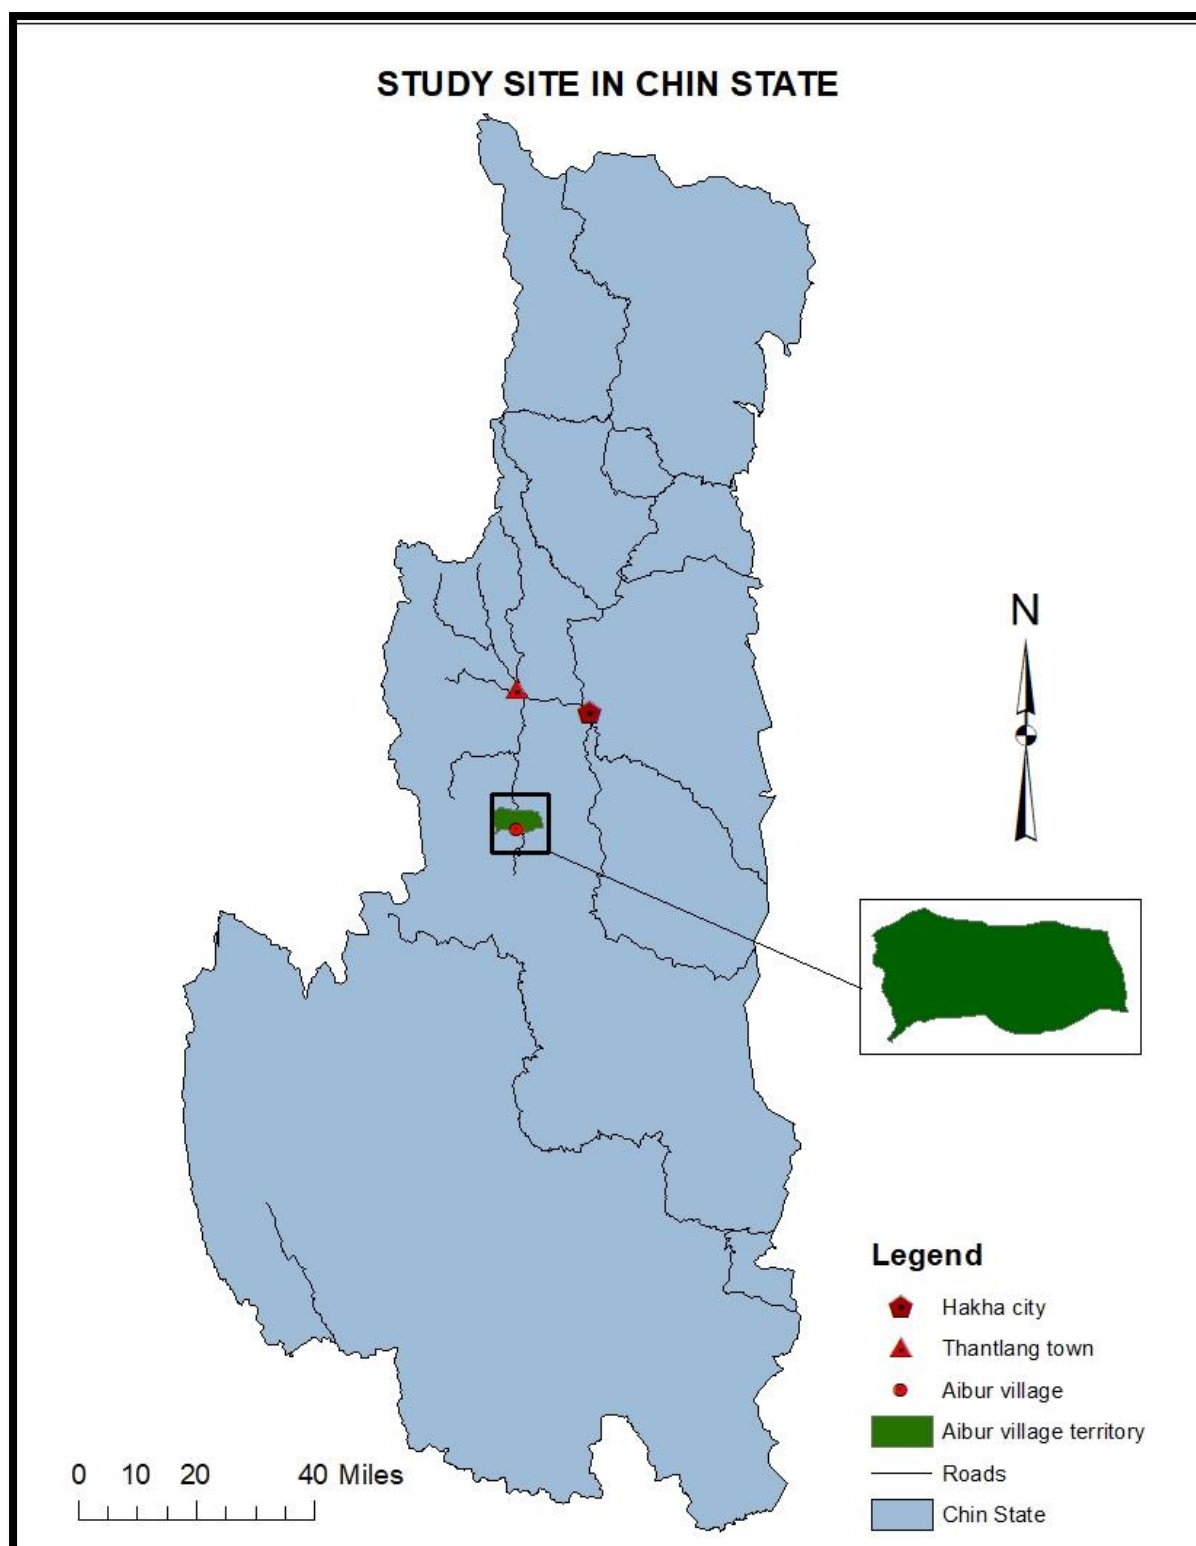 STUDY SITE IN CHIN STATE
N
Legend
Hakha city
Thantlang town
Aibur village
Aibur village territory
Roads
Chin State
0 10 20 40 Miles